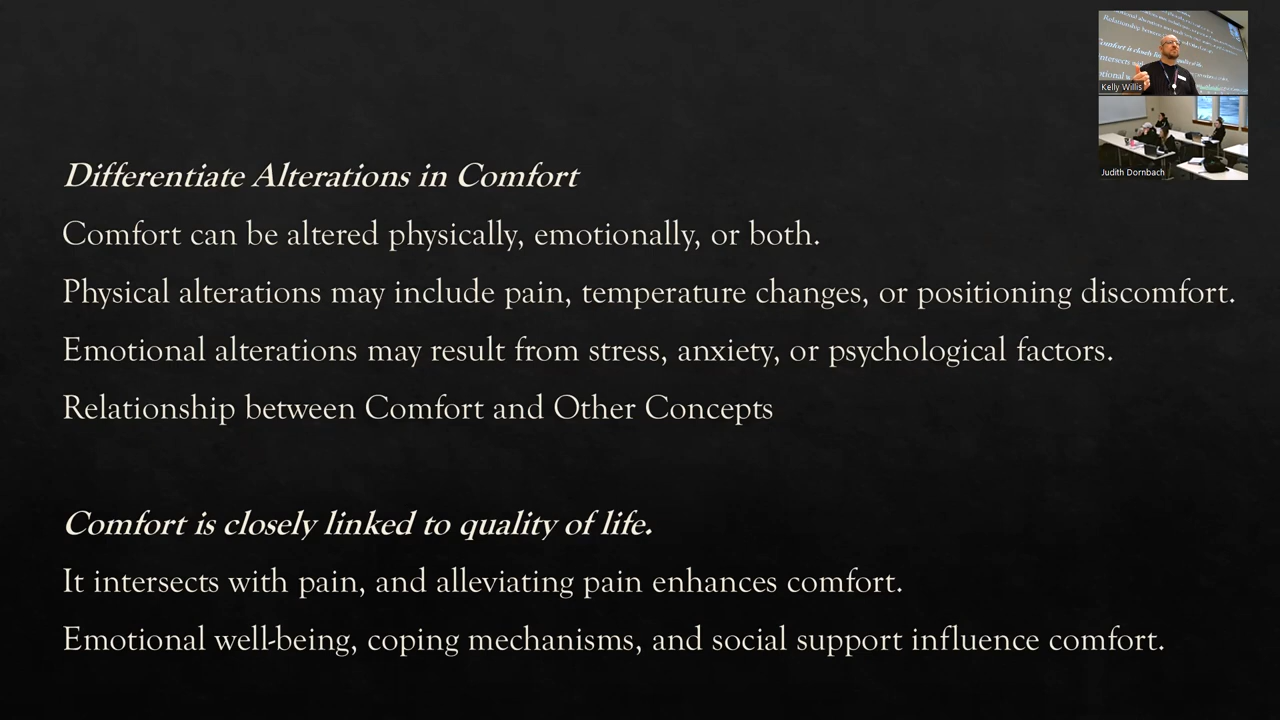 Differentiate Alterations in Comfort
Comfort can be altered physically, emotionally, or both.
Physical alterations may include pain, temperature changes, or positioning discomfort.
Emotional alterations may result from stress, anxiety, or psychological factors.
Relationship between Comfort and Other Concepts
Comfort is closely linked to quality of life.
It intersects with pain, and alleviating pain enhances comfort.
Emotional well-being, coping mechanisms, and social support influence comfort.
Kelly Willis
Judith Dornbach